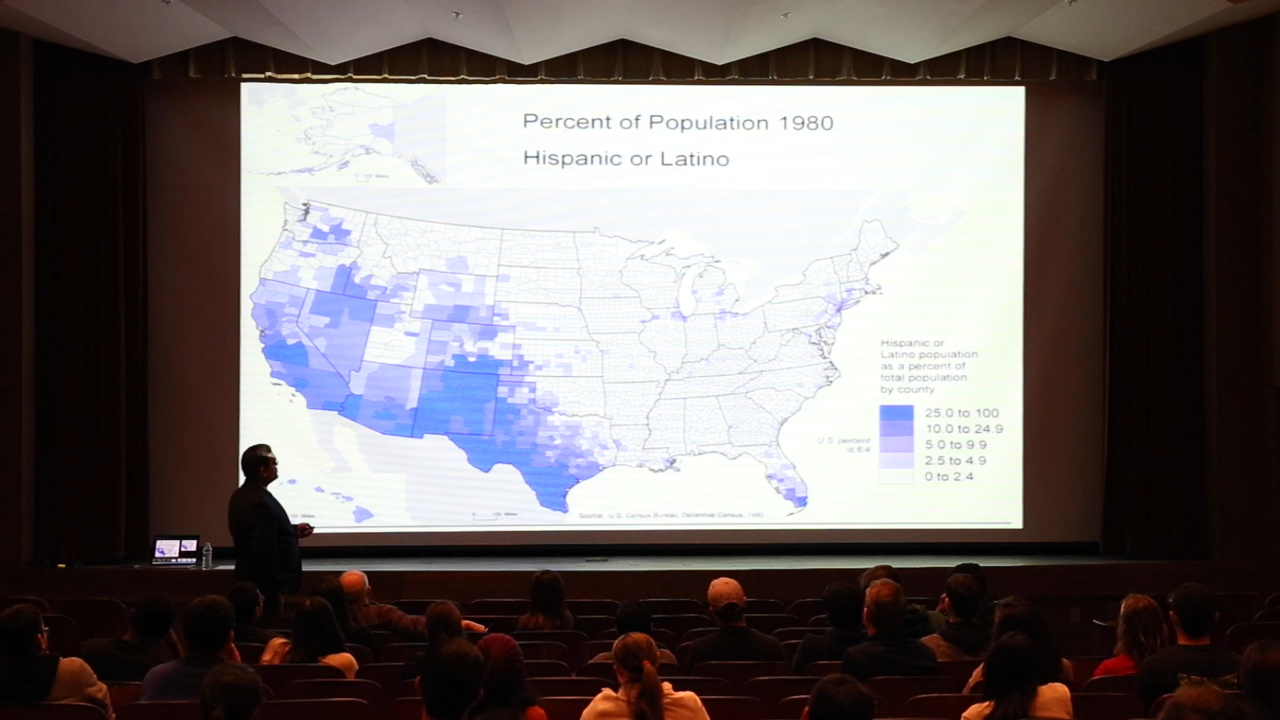 Percent of Population 1980
Hispanic or Latino
Hispanic or
Latino population
as a percent of
total population
by county
25.0 to 100
10.0 to 24.9
5.0 to 9.9
2.5 to 4.9
0 to 2.4
U.S. percent
is 6.4
Source: U.S. Census Bureau, Decennial Census, 1980